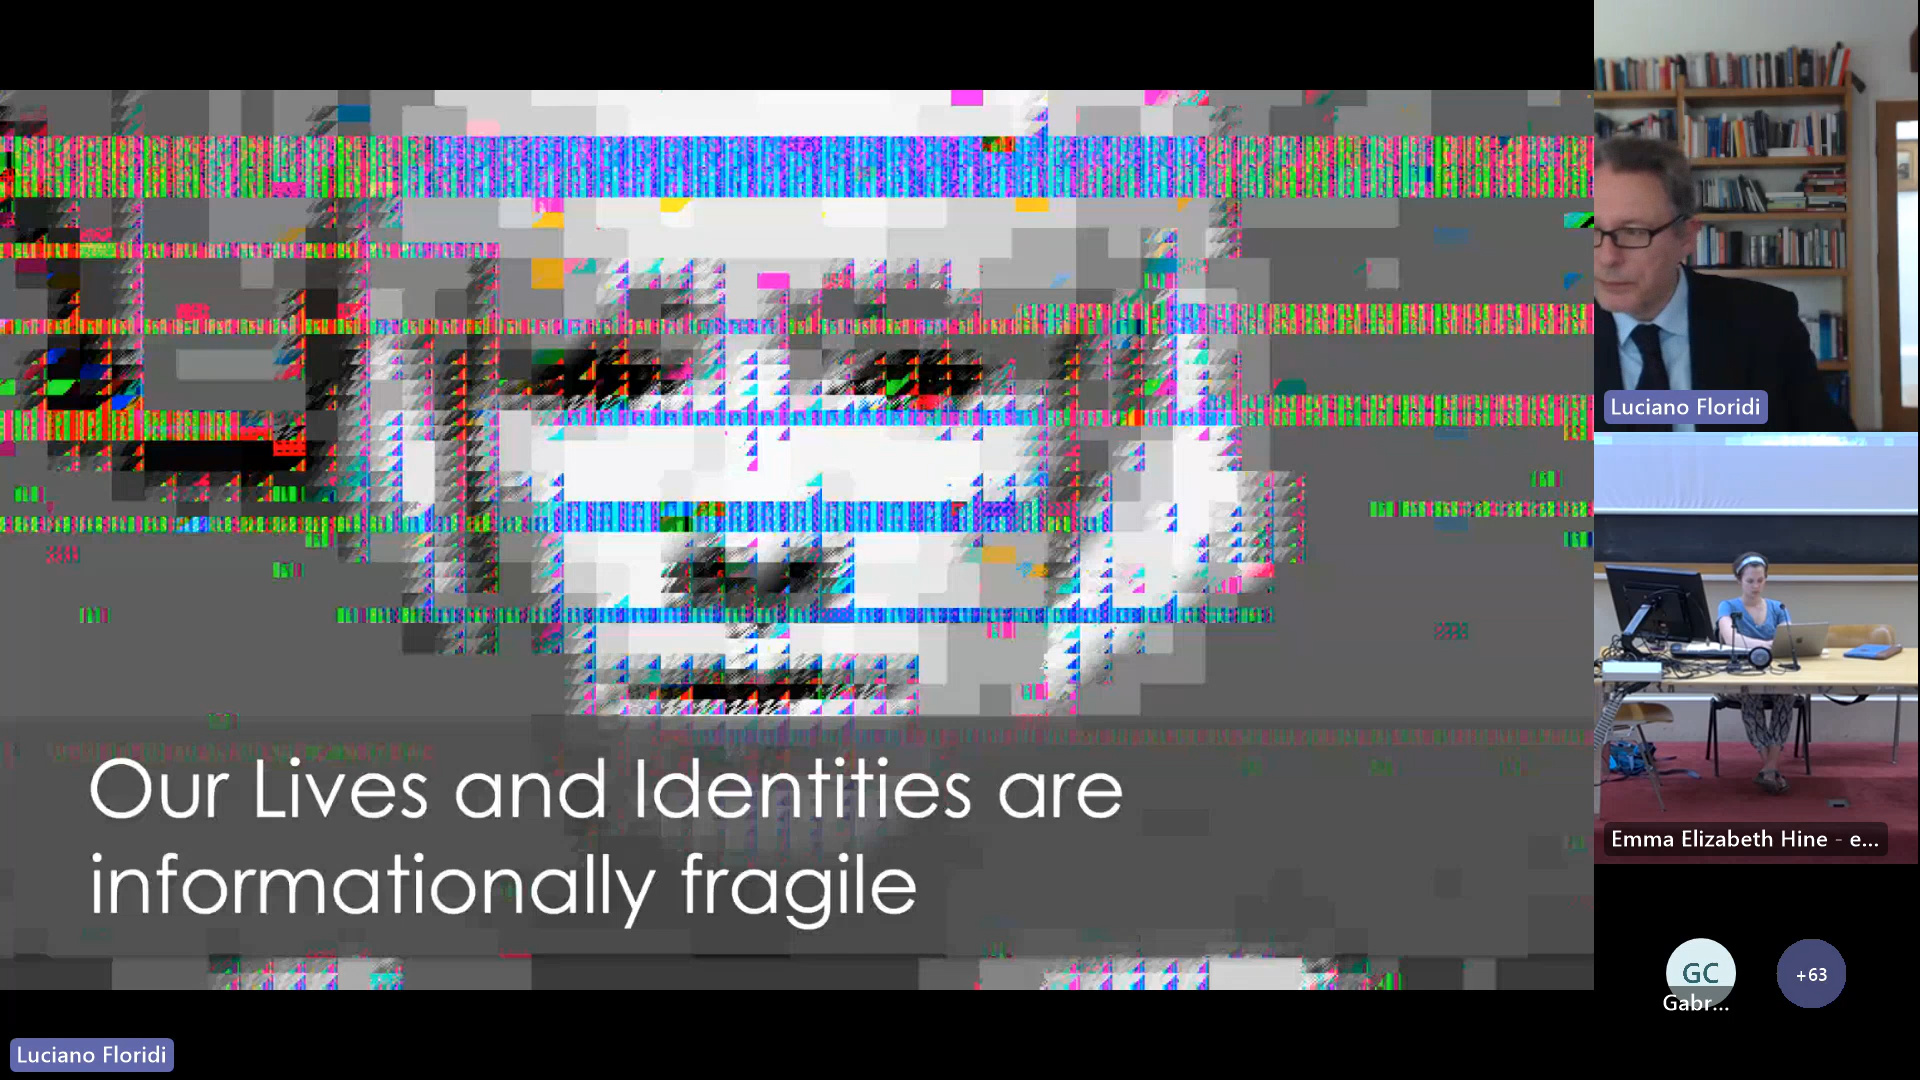 Our Lives and Identities are
informationally fragile
Luciano Floridi
Luciano Floridi
Emma Elizabeth Hine - e...
GC
Gabr...
+63